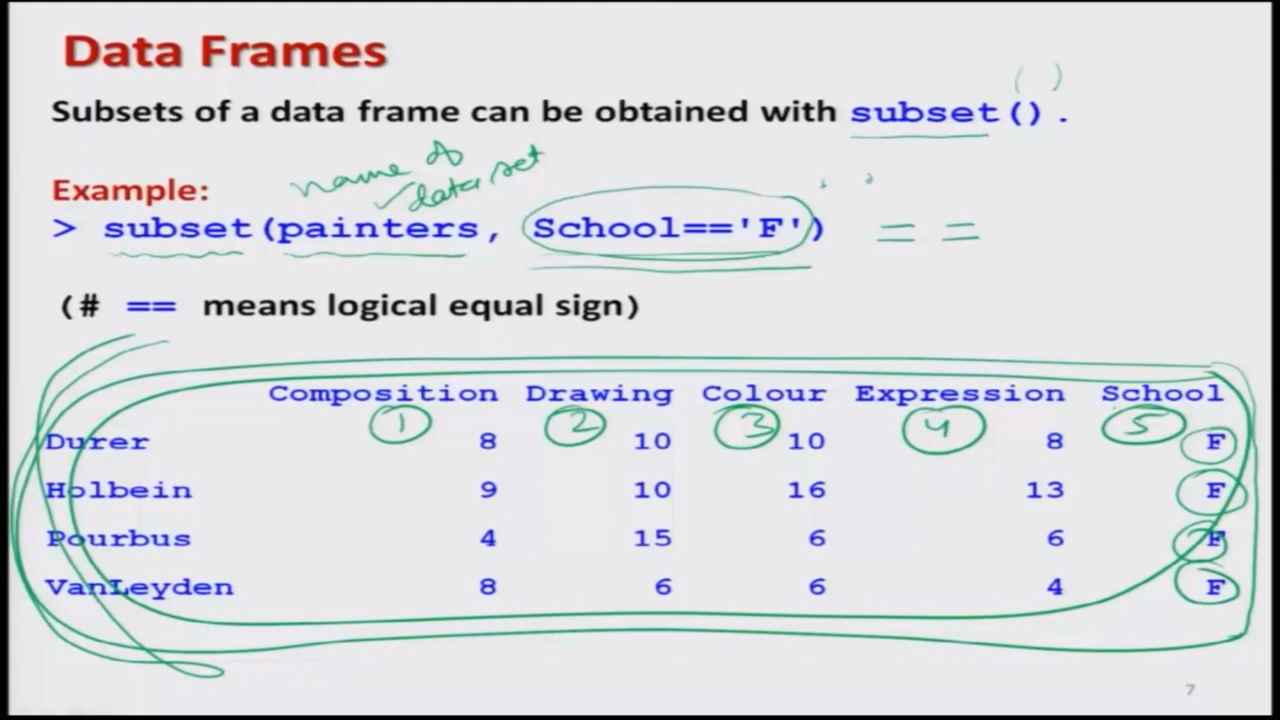 Data Frames
( )
Subsets of a data frame can be obtained with subset().
name of
data set
Example:
> subset(painters, School=='F') = =
(# == means logical equal sign)
Composition Drawing Colour Expression School
1 2 3 4 5
Durer 8 10 10 8 F
Holbein 9 10 16 13 F
Pourbus 4 15 6 6 F
VanLeyden 8 6 6 4 F
7